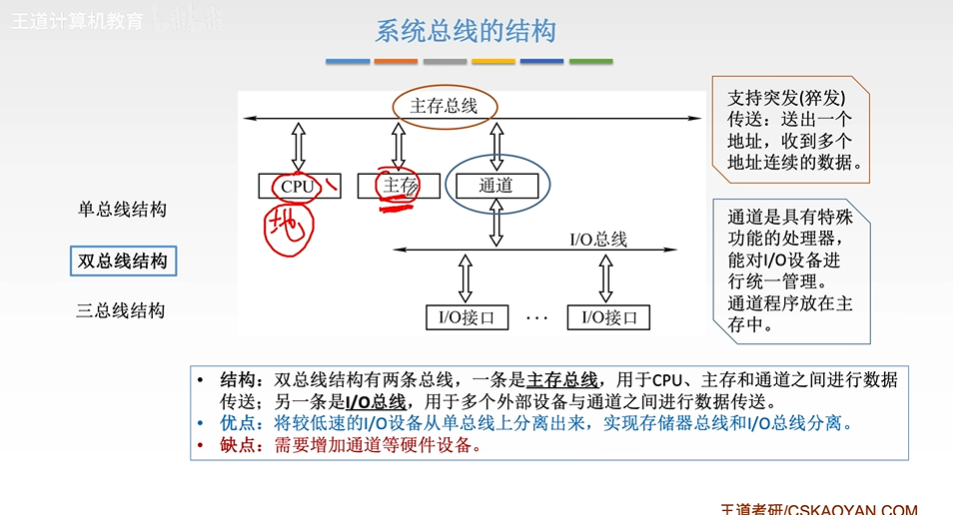 王道计算机教育
系统总线的结构
主存总线
CPU
主存
通道
地
I/O总线
I/O接口
...
I/O接口
单总线结构
双总线结构
三总线结构
支持突发(猝发)
传送：送出一个
地址，收到多个
地址连续的数据。
通道是具有特殊
功能的处理器，
能对I/O设备进
行统一管理。
通道程序放在主
存中。
• 结构：双总线结构有两条总线，一条是主存总线，用于CPU、主存和通道之间进行数据
传送；另一条是I/O总线，用于多个外部设备与通道之间进行数据传送。
• 优点：将较低速的I/O设备从单总线上分离出来，实现存储器总线和I/O总线分离。
• 缺点：需要增加通道等硬件设备。
王道考研/CSKAOYAN.COM